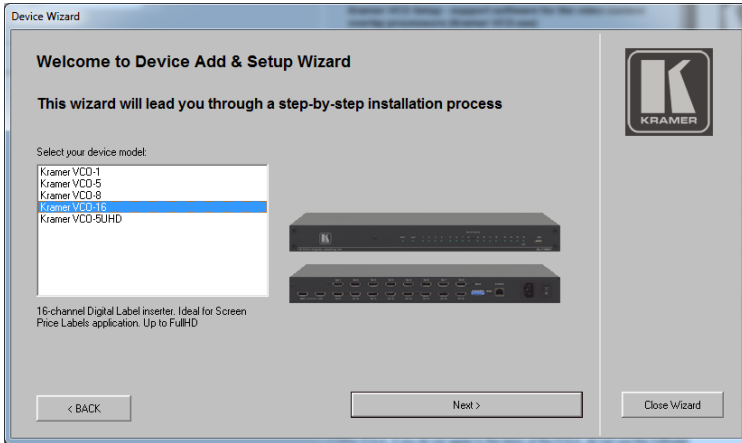 Device Wizard
Welcome to Device Add & Setup Wizard
This wizard will lead you through a step-by-step installation process
KRAMER
Select your device model:
Kramer VCO-1
Kramer VCO-5
Kramer VCO-8
Kramer VCO-16
Kramer VCO-5UHD
16-channel Digital Label inserter. Ideal for Screen
Price Labels application. Up to FullHD
< BACK
Next >
Close Wizard